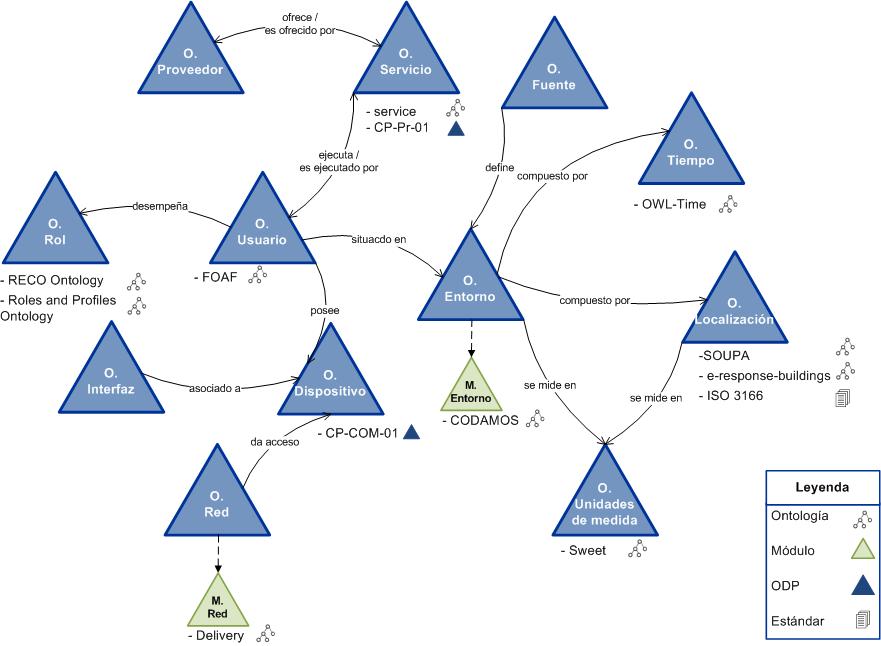 ofrece /
es ofrecido por
O.
Proveedor
O.
Servicio
- service
- CP-Pr-01
O.
Fuente
define
compuesto por
O.
Tiempo
- OWL-Time
ejecuta /
es ejecutado por
O.
Rol
desempeña
O.
Usuario
- RECO Ontology
- Roles and Profiles
Ontology
- FOAF
situacdo en
O.
Entorno
compuesto por
O.
Localización
-SOUPA
- e-response-buildings
- ISO 3166
posee
O.
Interfaz
asociado a
O.
Dispositivo
- CP-COM-01
M.
Entorno
- CODAMOS
se mide en
se mide en
da acceso
O.
Red
O.
Unidades
de medida
- Sweet
M.
Red
- Delivery
Leyenda
Ontología
Módulo
ODP
Estándar